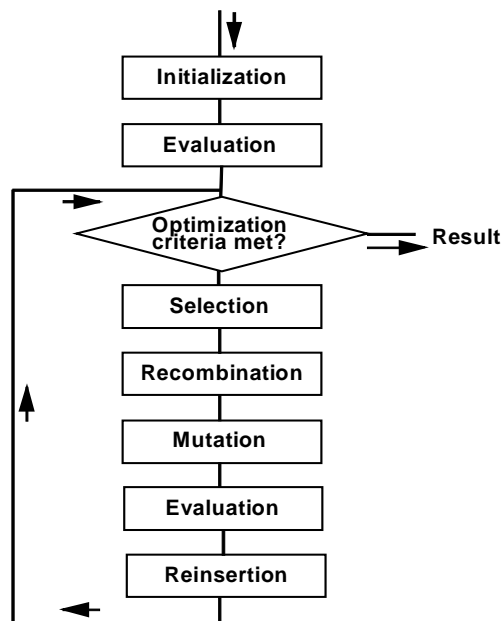 Initialization
Evaluation
Optimization
criteria met?
Result
Selection
Recombination
Mutation
Evaluation
Reinsertion